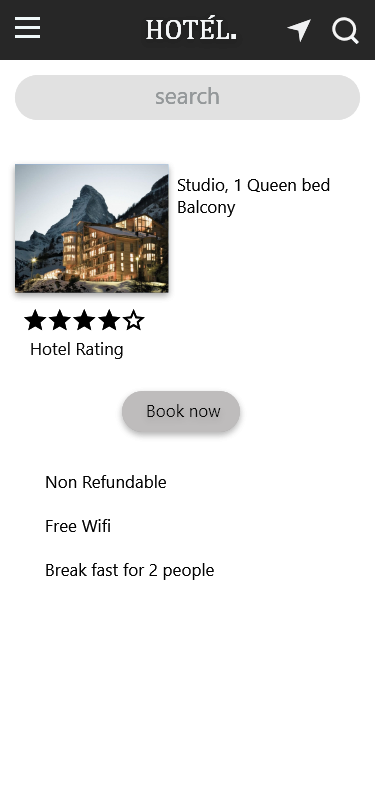 HOTÉL.
search
Studio, 1 Queen bed
Balcony
Hotel Rating
Book now
Non Refundable
Free Wifi
Break fast for 2 people